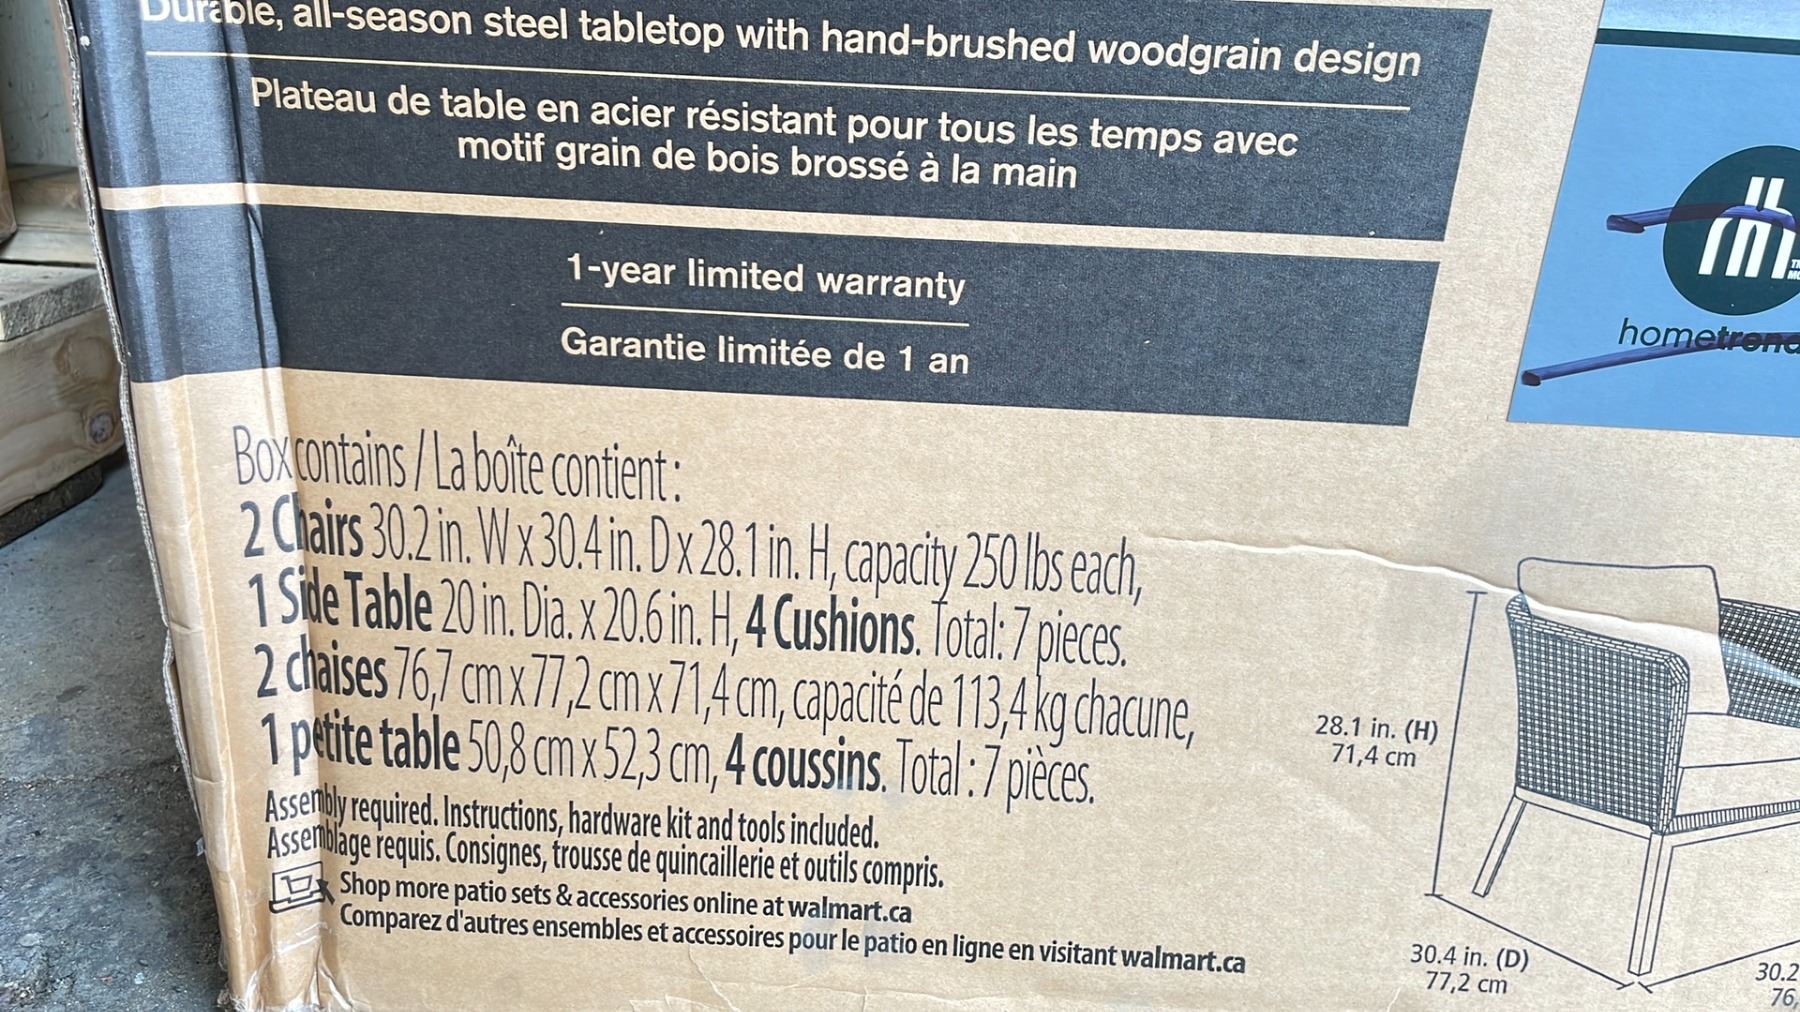 Durable, all-season steel tabletop with hand-brushed woodgrain design
Plateau de table en acier résistant pour tous les temps avec
motif grain de bois brossé à la main
1-year limited warranty
Garantie limitée de 1 an
Box contains / La boîte contient :
2 Chairs 30.2 in. W x 30.4 in. D x 28.1 in. H, capacity 250 lbs each,
1 Side Table 20 in. Dia. x 20.6 in. H, 4 Cushions. Total: 7 pieces.
2 chaises 76,7 cm x 77,2 cm x 71,4 cm, capacité de 113,4 kg chacune,
1 petite table 50,8 cm x 52,3 cm, 4 coussins. Total : 7 pièces.
Assembly required. Instructions, hardware kit and tools included.
Assemblage requis. Consignes, trousse de quincaillerie et outils compris.
Shop more patio sets & accessories online at walmart.ca
Comparez d'autres ensembles et accessoires pour le patio en ligne en visitant walmart.ca
28.1 in. (H)
71,4 cm
30.4 in. (D)
77,2 cm
30.2
76,